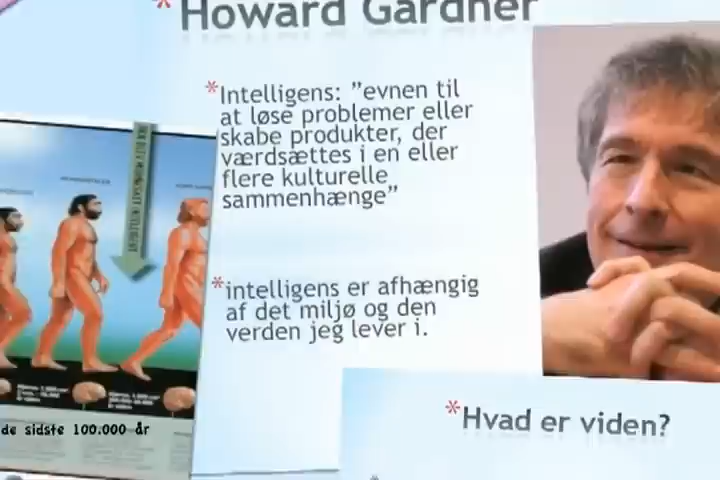 * Howard Gardner
*Intelligens: ”evnen til
at løse problemer eller
skabe produkter, der
værdsættes i en eller
flere kulturelle
sammenhænge”
*intelligens er afhængig
af det miljø og den
verden jeg lever i.
de sidste 100.000 år
*Hvad er viden?